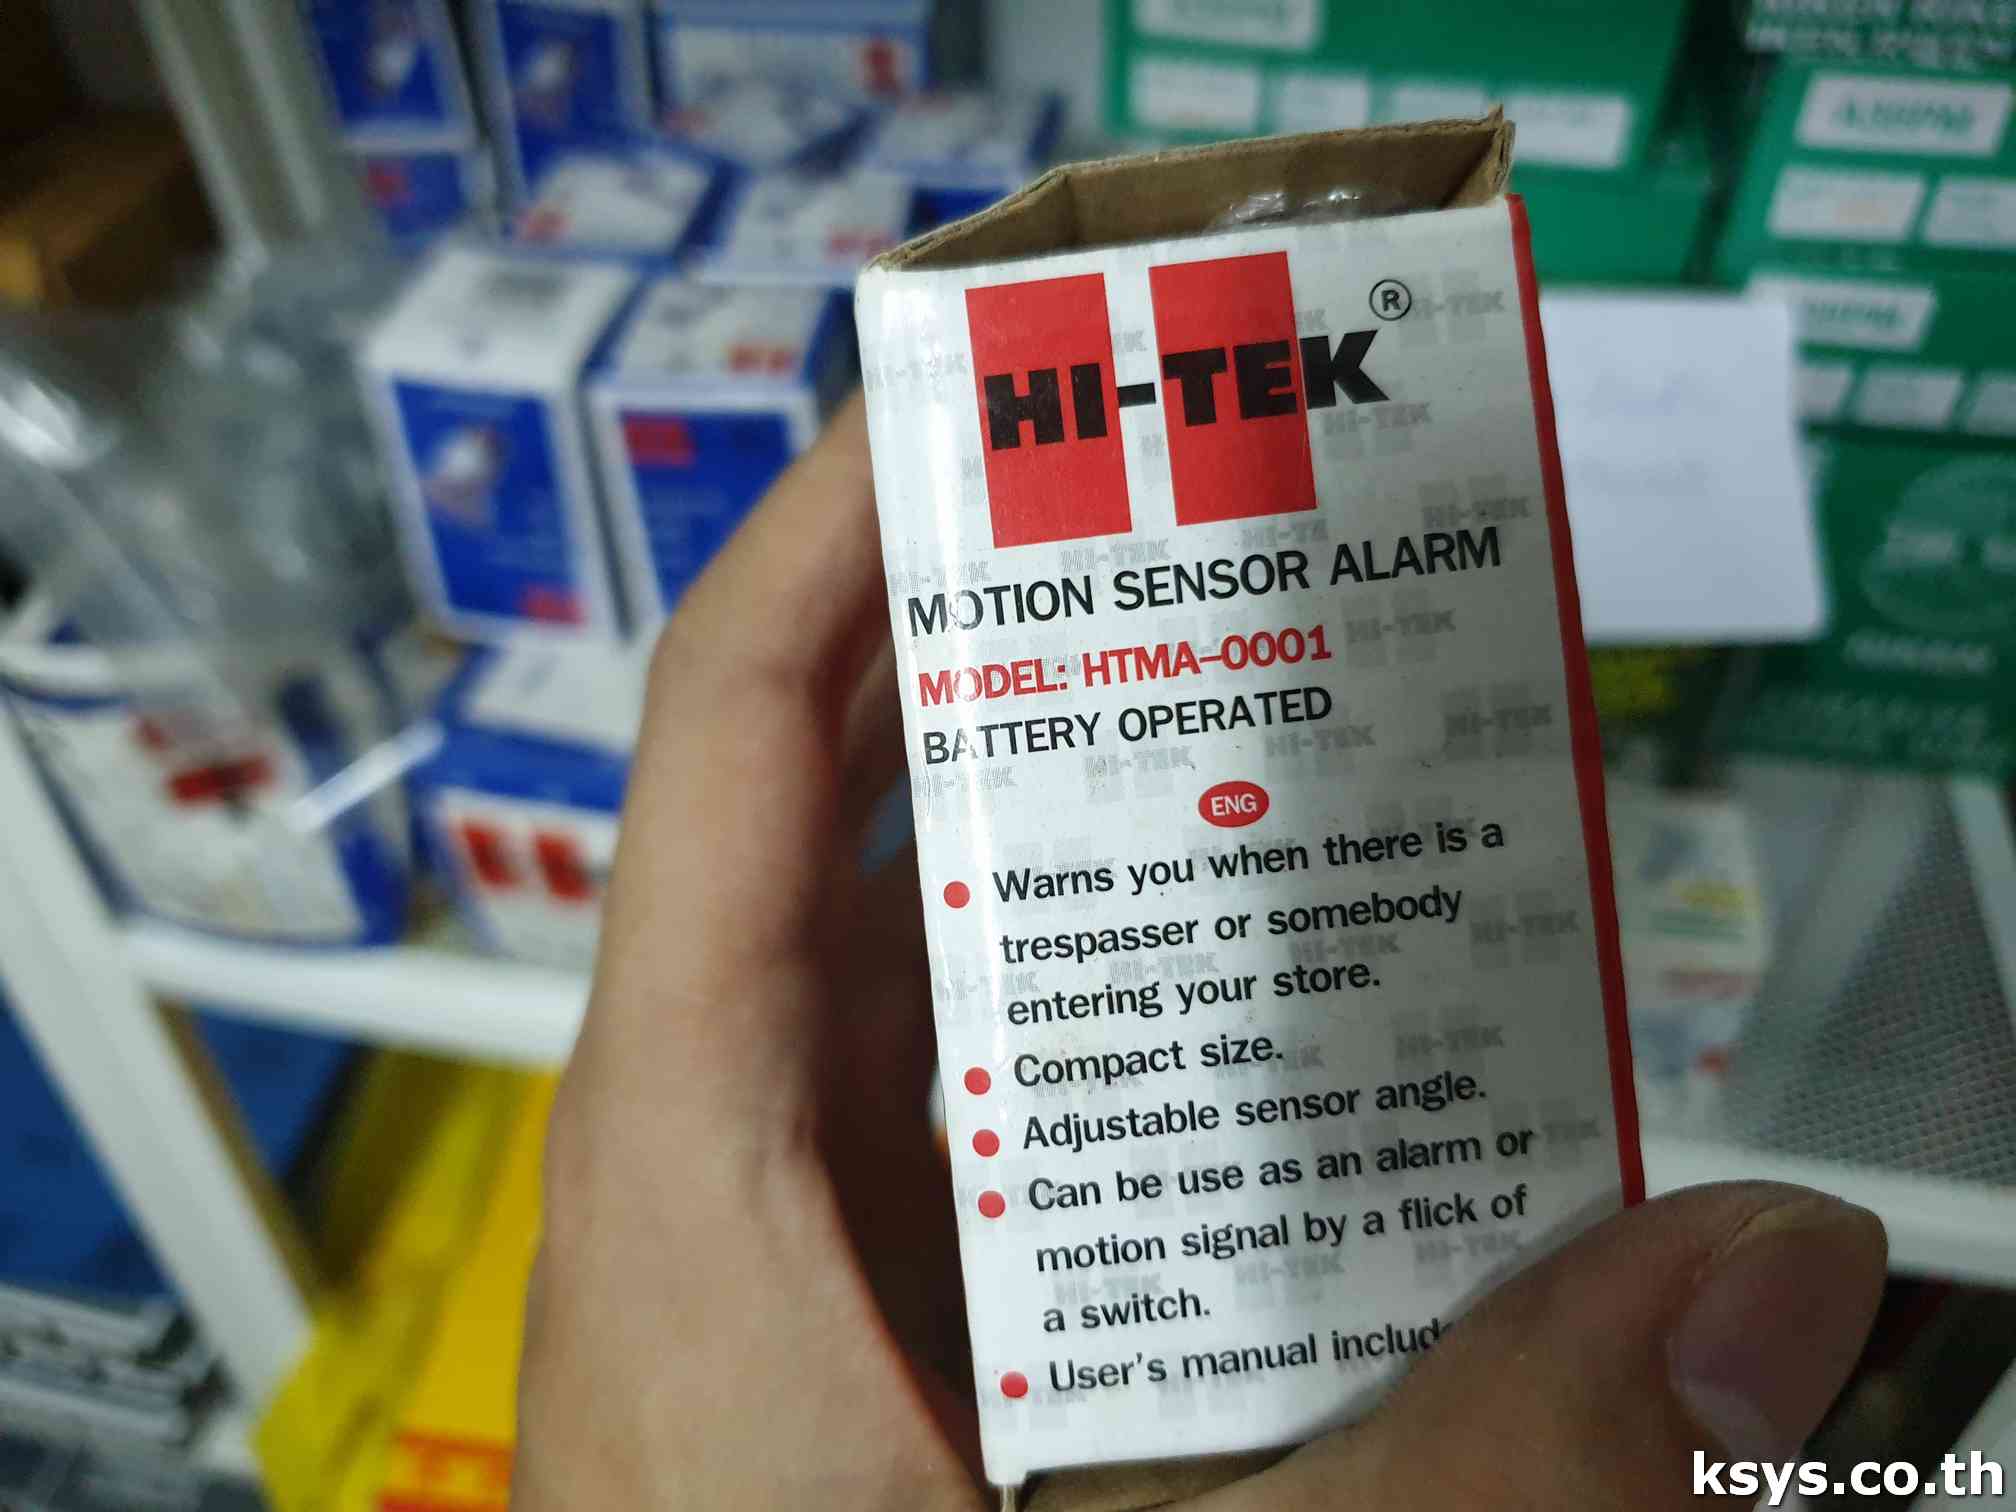 HI-TEK®
MOTION SENSOR ALARM
MODEL: HTMA-0001
BATTERY OPERATED
ENG
● Warns you when there is a
trespasser or somebody
entering your store.
● Compact size.
● Adjustable sensor angle.
● Can be use as an alarm or
motion signal by a flick of
a switch.
● User's manual includ
ksys.co.th